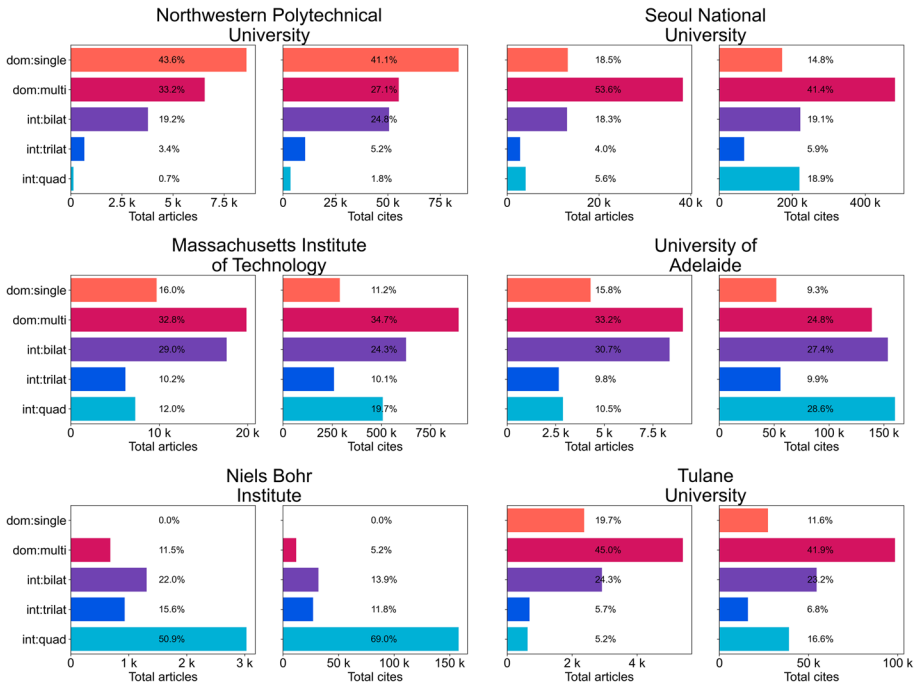 Northwestern Polytechnical
University
Seoul National
University
dom:single
43.6%
41.1%
18.5%
14.8%
dom:multi
33.2%
27.1%
53.6%
41.4%
int:bilat
19.2%
24.8%
18.3%
19.1%
int:trilat
3.4%
5.2%
4.0%
5.9%
int:quad
0.7%
1.8%
5.6%
18.9%
0 2.5 k 5 k 7.5 k
0 25 k 50 k 75 k
0 20 k 40 k
0 200 k 400 k
Total articles
Total cites
Total articles
Total cites
Massachusetts Institute
of Technology
University of
Adelaide
dom:single
16.0%
11.2%
15.8%
9.3%
dom:multi
32.8%
34.7%
33.2%
24.8%
int:bilat
29.0%
24.3%
30.7%
27.4%
int:trilat
10.2%
10.1%
9.8%
9.9%
int:quad
12.0%
19.7%
10.5%
28.6%
0 10 k 20 k
0 250 k 500 k 750 k
0 2.5 k 5 k 7.5 k
0 50 k 100 k 150 k
Total articles
Total cites
Total articles
Total cites
Niels Bohr
Institute
Tulane
University
dom:single
0.0%
0.0%
19.7%
11.6%
dom:multi
11.5%
5.2%
45.0%
41.9%
int:bilat
22.0%
13.9%
24.3%
23.2%
int:trilat
15.6%
11.8%
5.7%
6.8%
int:quad
50.9%
69.0%
5.2%
16.6%
0 1 k 2 k 3 k
0 50 k 100 k 150 k
0 2 k 4 k
0 50 k 100 k
Total articles
Total cites
Total articles
Total cites